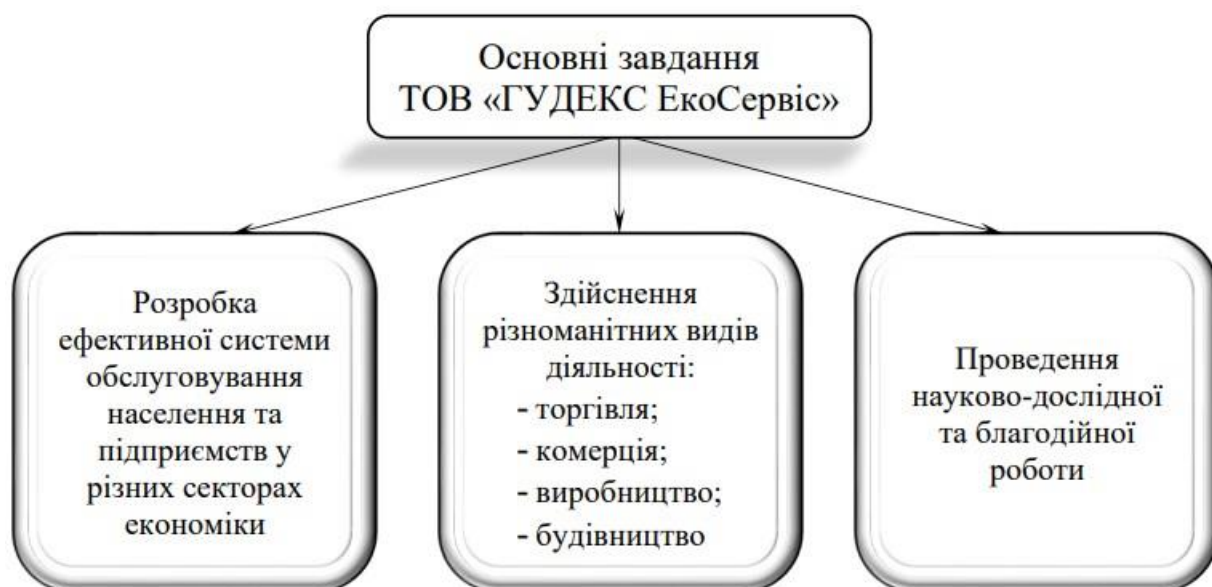 Основні завдання
ТОВ «ГУДЕКС ЕкоСервіс»
Розробка
ефективної системи
обслуговування
населення та
підприємств у
різних секторах
економіки
Здійснення
різноманітних видів
діяльності:
- торгівля;
- комерція;
- виробництво;
- будівництво
Проведення
науково-дослідної
та благодійної
роботи